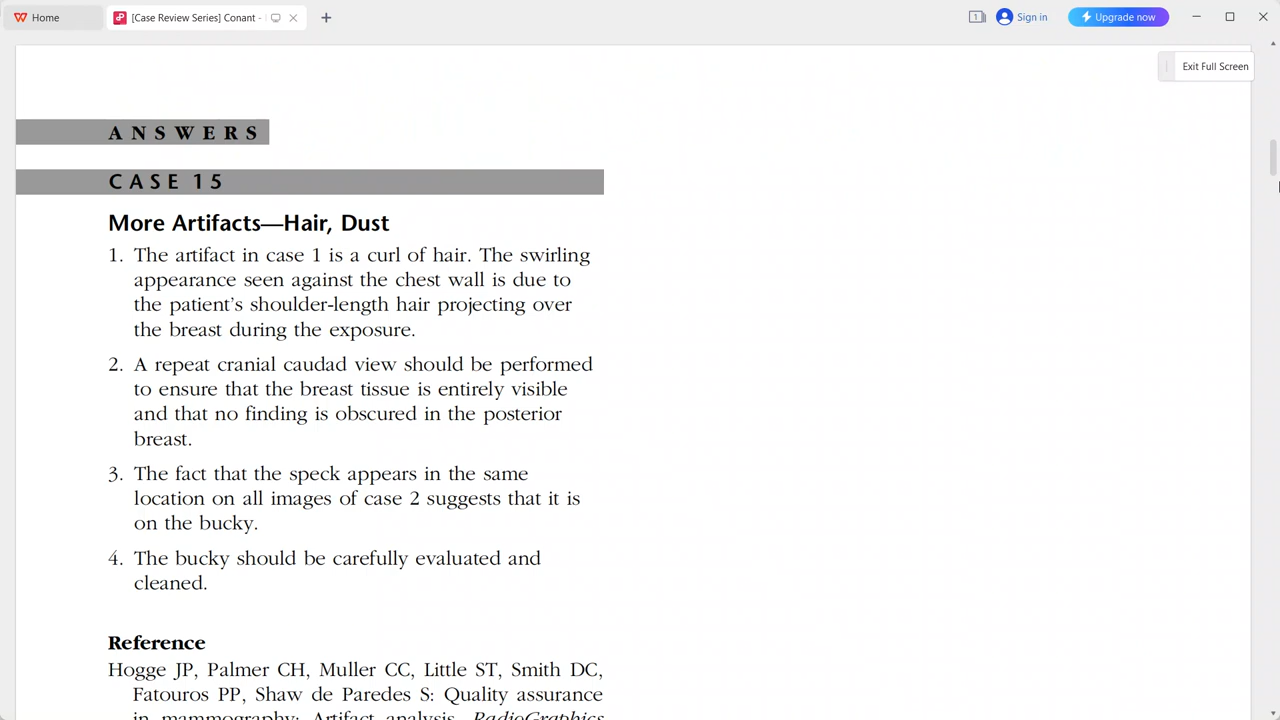 Home
[Case Review Series] Conant -
1
Sign in
Upgrade now
Exit Full Screen
ANSWERS
CASE 15
More Artifacts—Hair, Dust
1. The artifact in case 1 is a curl of hair. The swirling
appearance seen against the chest wall is due to
the patient's shoulder-length hair projecting over
the breast during the exposure.
2. A repeat cranial caudad view should be performed
to ensure that the breast tissue is entirely visible
and that no finding is obscured in the posterior
breast.
3. The fact that the speck appears in the same
location on all images of case 2 suggests that it is
on the bucky.
4. The bucky should be carefully evaluated and
cleaned.
Reference
Hogge JP, Palmer CH, Muller CC, Little ST, Smith DC,
Fatouros PP, Shaw de Paredes S: Quality assurance
in mammography: Artifact analysis. RadioGraphics